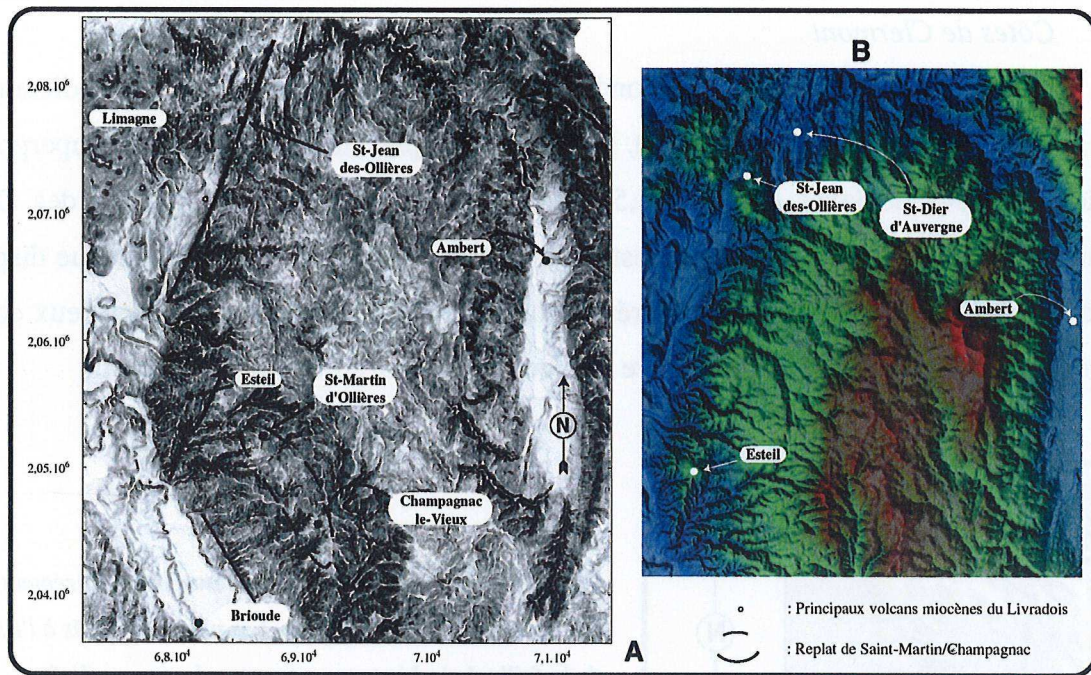 Côtes de Clermont
B
2,08.10⁶
2,07.10⁶
2,06.10⁶
2,05.10⁶
2,04.10⁶
Limagne
St-Jean
des-Ollières
Ambert
Esteil
St-Martin
d'Ollières
N
Champagnac
le-Vieux
Brioude
6,8.10⁴
6,9.10⁴
7,.10⁴
7,1.10⁴
A
St-Jean
des-Ollières
St-Dier
d'Auvergne
Ambert
Esteil
: Principaux volcans miocènes du Livradois
: Replat de Saint-Martin/Champagnac